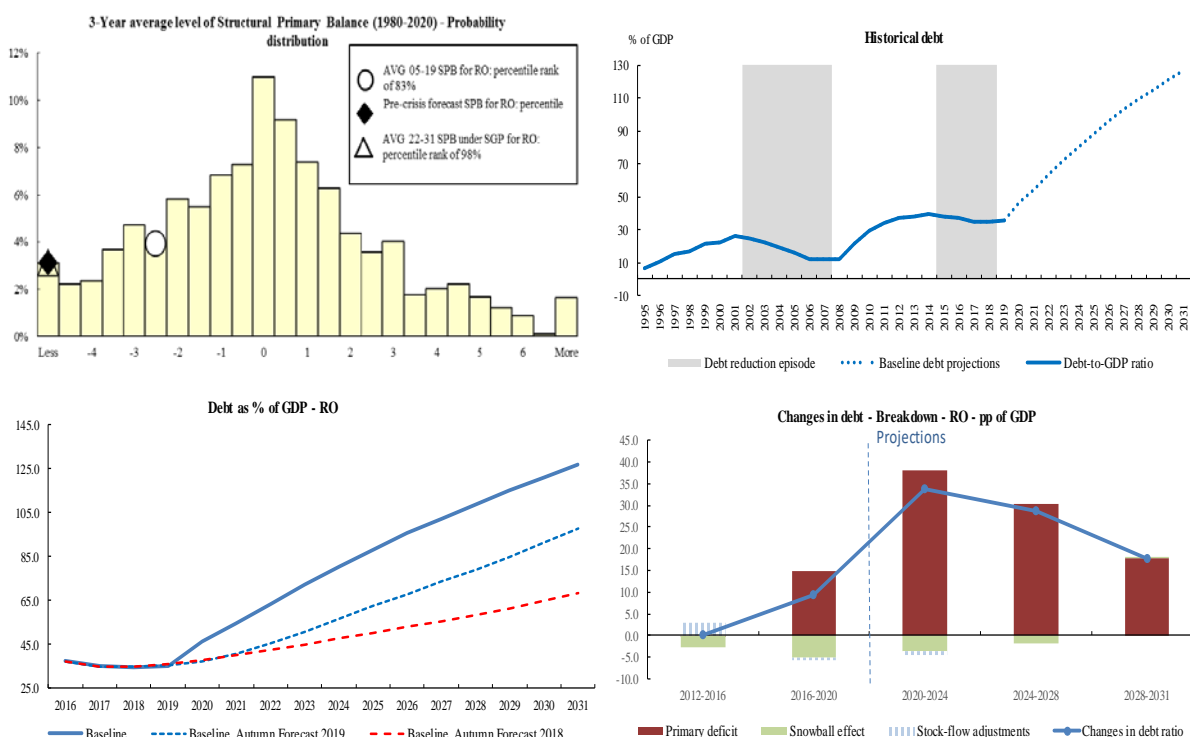 3-Year average level of Structural Primary Balance (1980-2020) - Probability
distribution
12%
10%
8%
6%
4%
2%
0%
AVG 05-19 SPB for RO: percentile rank
of 83%
Pre-crisis forecast SPB for RO: percentile
AVG 22-31 SPB under SGP for RO:
percentile rank of 98%
Less -4 -3 -2 -1 0 1 2 3 4 5 6 More
Historical debt
% of GDP
130
110
90
70
50
30
10
-10
1995 1996 1997 1998 1999 2000 2001 2002 2003 2004 2005 2006 2007 2008 2009 2010 2011 2012 2013 2014 2015 2016 2017 2018 2019 2020 2021 2022 2023 2024 2025 2026 2027 2028 2029 2030 2031
Debt reduction episode Baseline debt projections Debt-to-GDP ratio
Debt as % of GDP - RO
145.0
125.0
105.0
85.0
65.0
45.0
25.0
2016 2017 2018 2019 2020 2021 2022 2023 2024 2025 2026 2027 2028 2029 2030 2031
Baseline Baseline, Autumn Forecast 2019 Baseline, Autumn Forecast 2018
Changes in debt - Breakdown - RO - pp of GDP
Projections
45.0
40.0
35.0
30.0
25.0
20.0
15.0
10.0
5.0
0.0
-5.0
-10.0
2012-2016 2016-2020 2020-2024 2024-2028 2028-2031
Primary deficit Snowball effect Stock-flow adjustments Changes in debt ratio